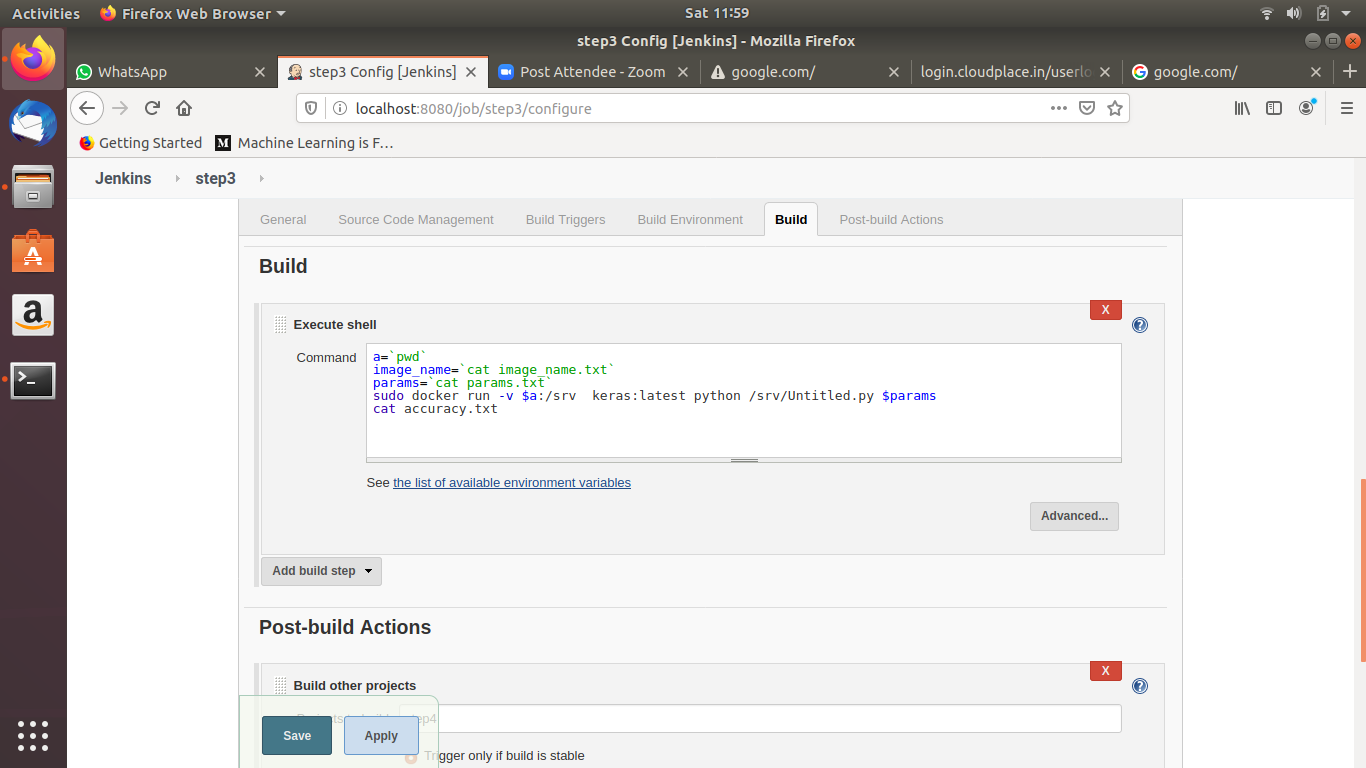 Activities Firefox Web Browser Sat 11:59
step3 Config [Jenkins] - Mozilla Firefox
WhatsApp step3 Config [Jenkins] Post Attendee - Zoom google.com/ login.cloudplace.in/userlo google.com/
localhost:8080/job/step3/configure
Getting Started M Machine Learning is F…
Jenkins step3
General Source Code Management Build Triggers Build Environment Build Post-build Actions
Build
X
Execute shell
Command
a=`pwd`
image_name=`cat image_name.txt`
params=`cat params.txt`
sudo docker run -v $a:/srv  keras:latest python /srv/Untitled.py $params
cat accuracy.txt
See the list of available environment variables
Advanced...
Add build step
Post-build Actions
X
Build other projects
step4
Save Apply
Trigger only if build is stable